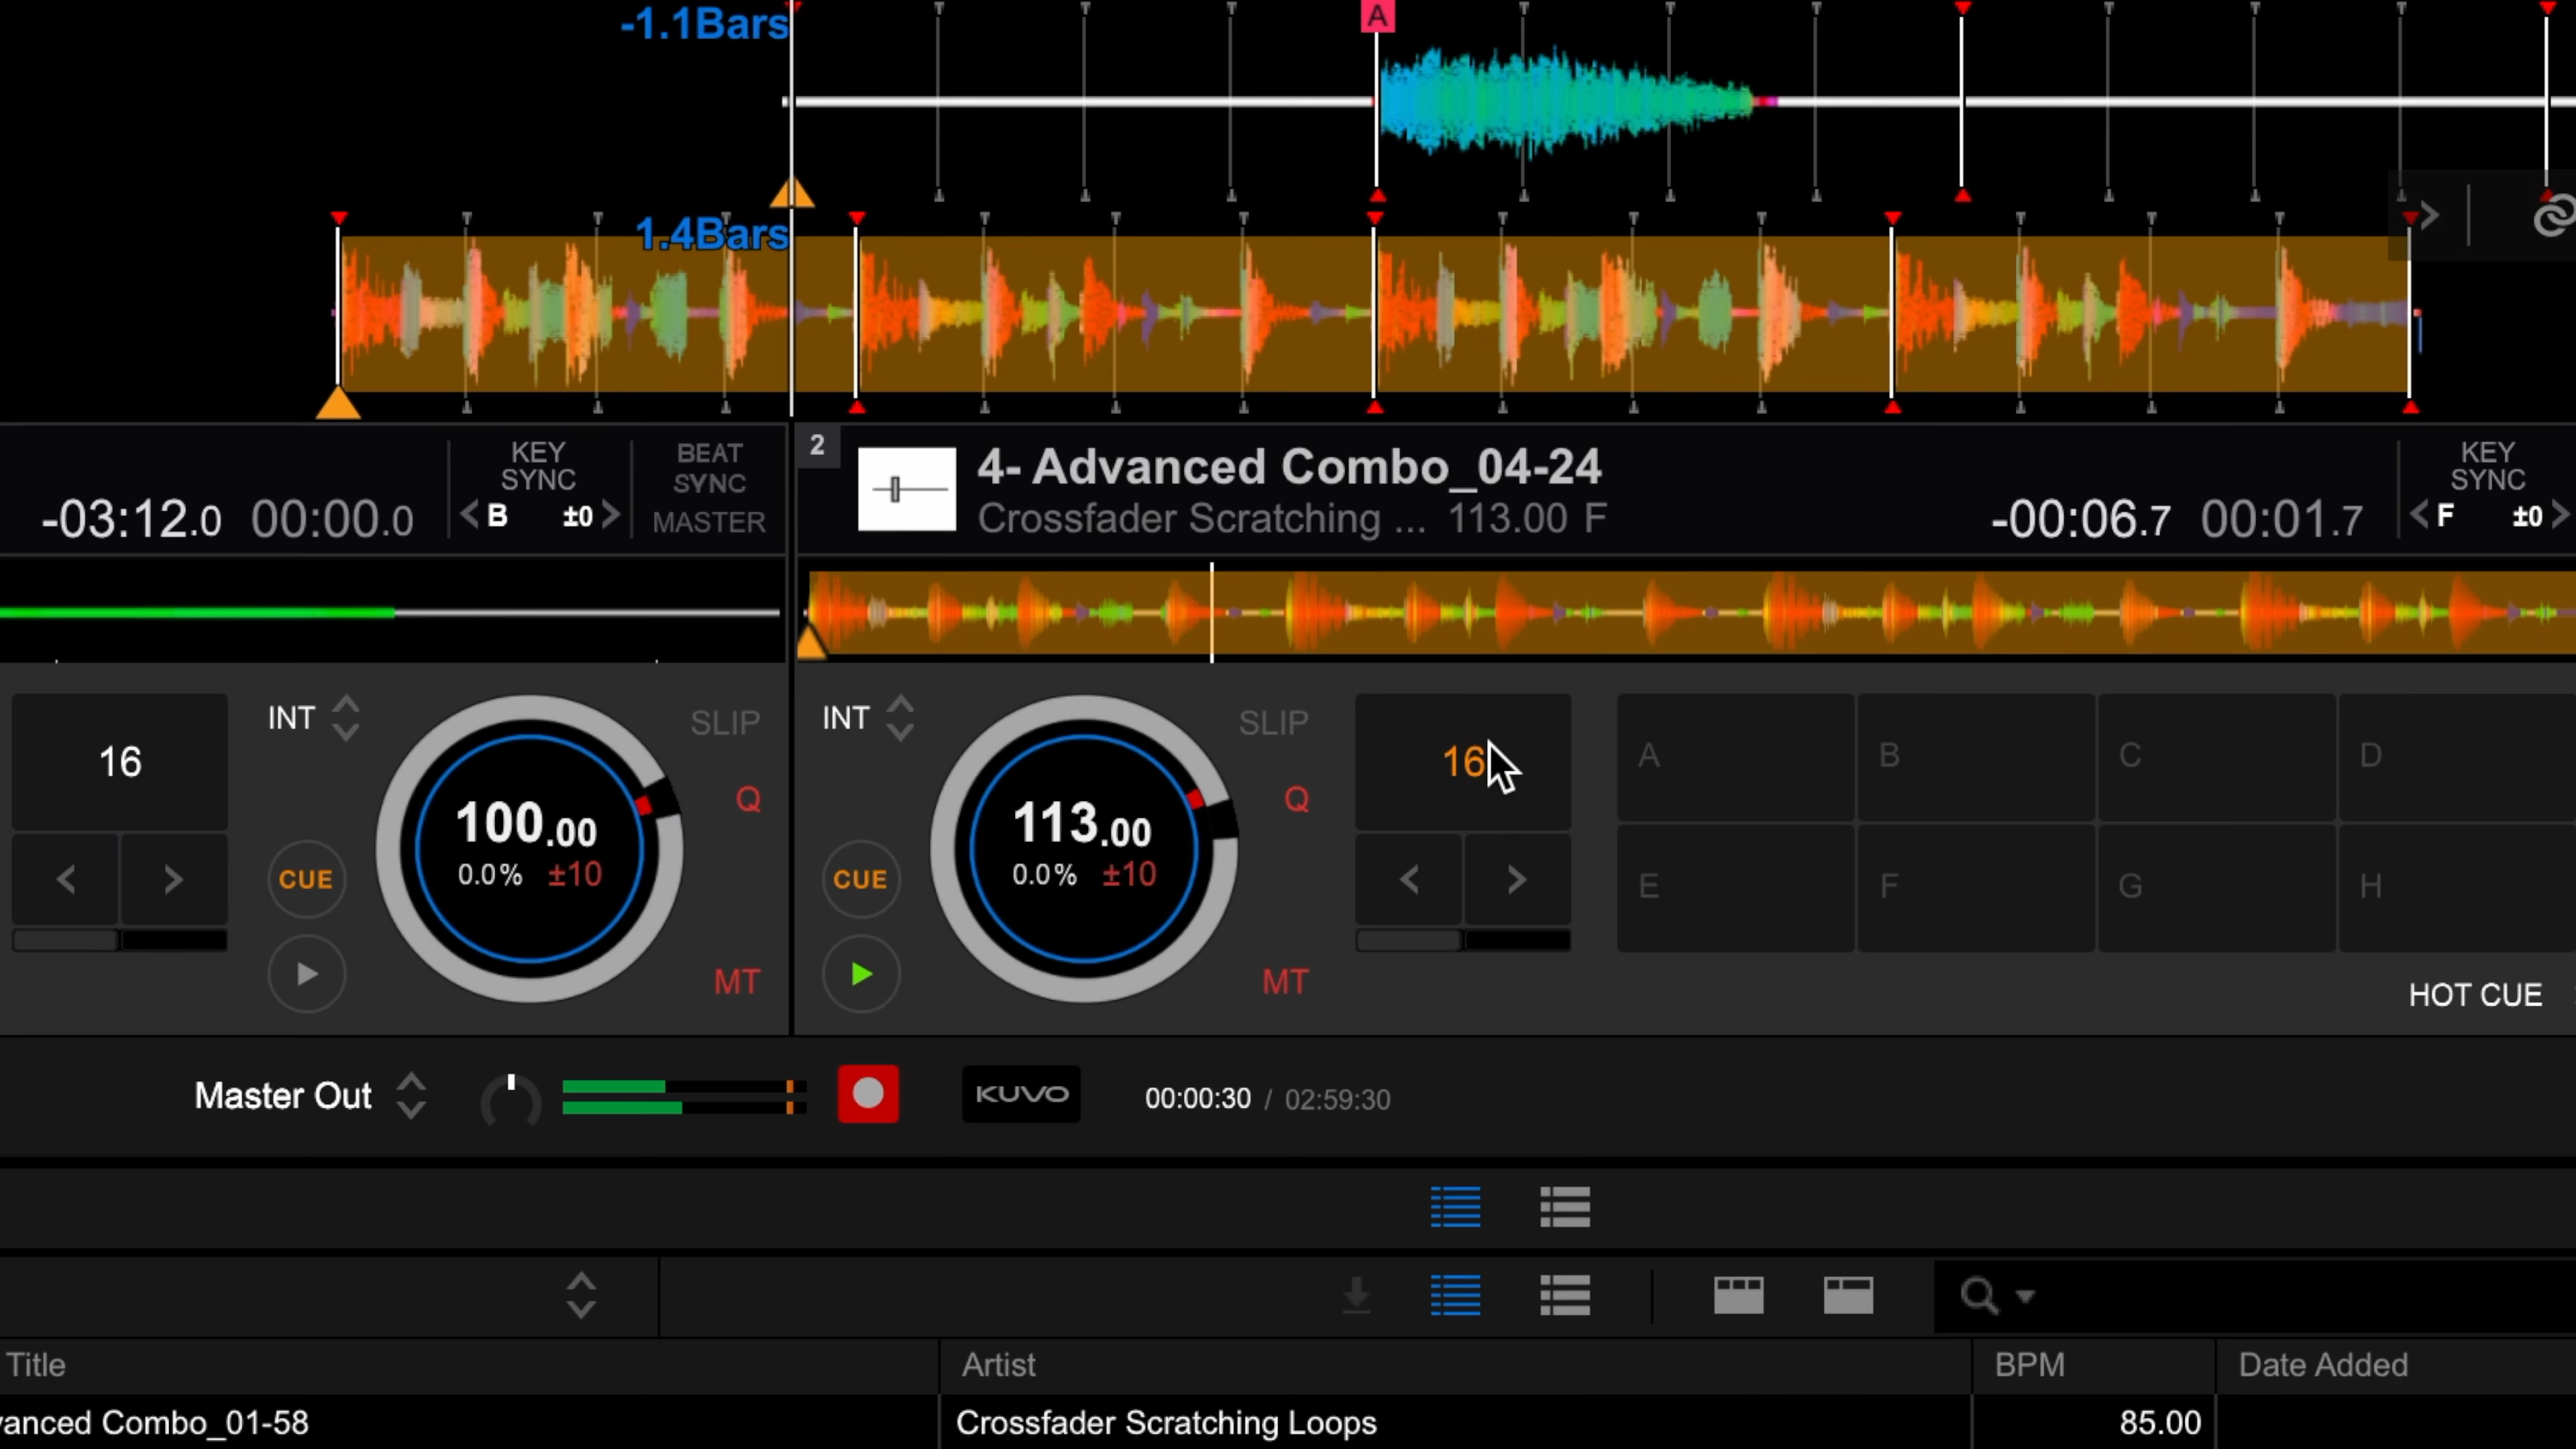 -1.1Bars
A
1.4Bars
-03:12.0 00:00.0
KEY
SYNC
< B ±0 >
BEAT
SYNC
MASTER
2
4- Advanced Combo_04-24
Crossfader Scratching ... 113.00 F
-00:06.7 00:01.7
KEY
SYNC
< F ±0 >
16
INT
CUE
100.00
0.0% ±10
SLIP
Q
MT
INT
CUE
113.00
0.0% ±10
SLIP
Q
MT
16
A B C D
E F G H
HOT CUE
Master Out
KUVO
00:00:30 / 02:59:30
Title Artist BPM Date Added
vanced Combo_01-58 Crossfader Scratching Loops 85.00